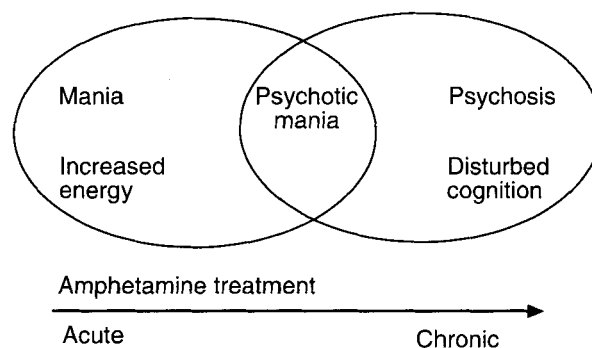 Mania
Psychotic
mania
Psychosis
Increased
energy
Disturbed
cognition
Amphetamine treatment
Acute
Chronic